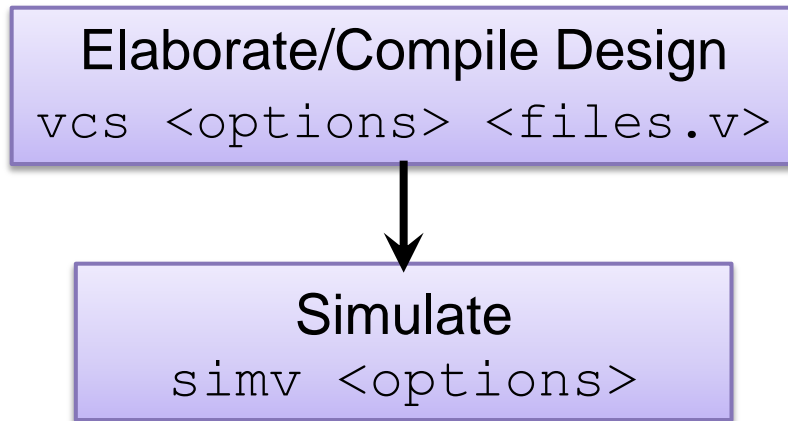 Elaborate/Compile Design
vcs <options> <files.v>
Simulate
simv <options>